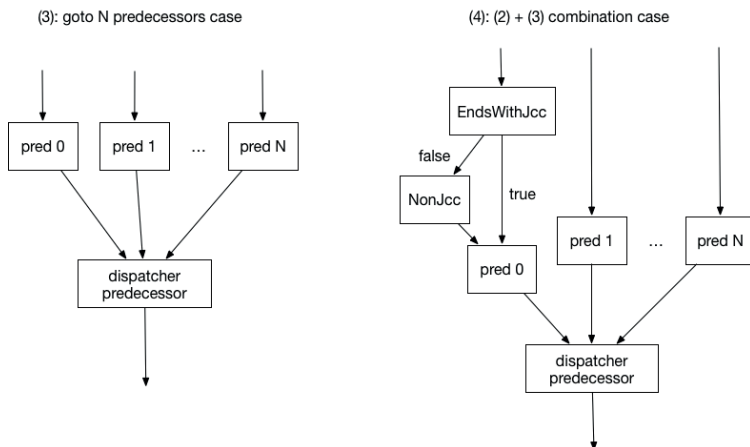 (3): goto N predecessors case
pred 0
pred 1
...
pred N
dispatcher
predecessor
(4): (2) + (3) combination case
EndsWithJcc
false
true
NonJcc
pred 0
pred 1
...
pred N
dispatcher
predecessor